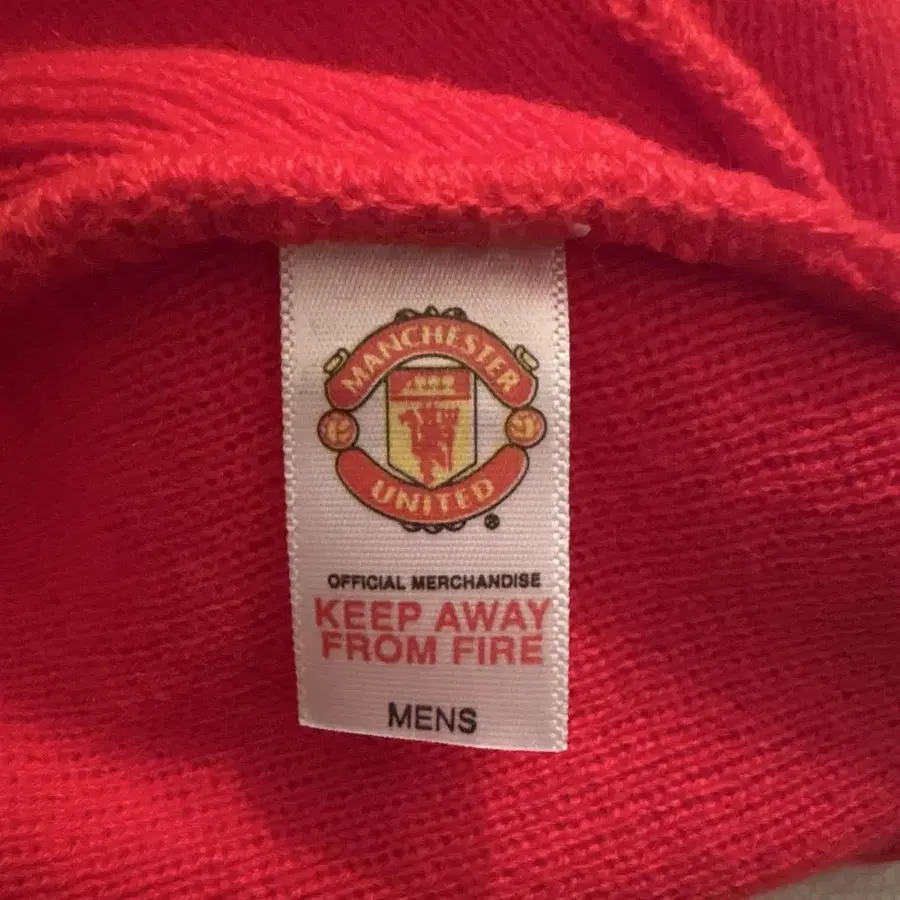 MANCHESTER
UNITED
®
OFFICIAL MERCHANDISE
KEEP AWAY
FROM FIRE
MENS